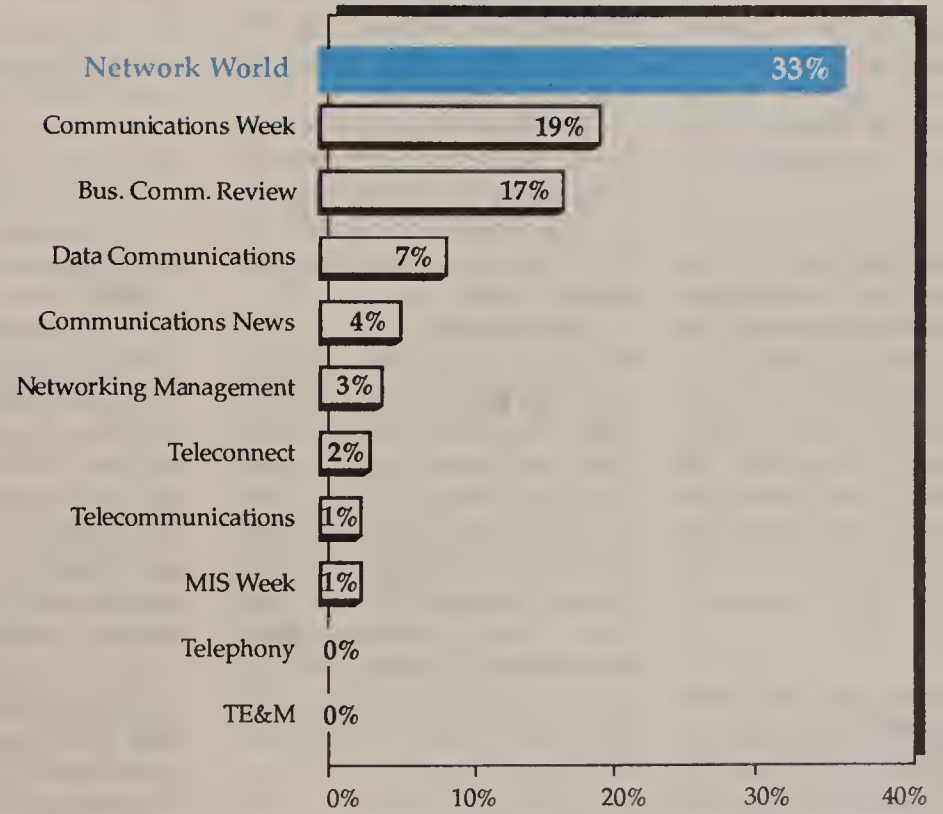 Network World 33%
Communications Week 19%
Bus. Comm. Review 17%
Data Communications 7%
Communications News 4%
Networking Management 3%
Teleconnect 2%
Telecommunications 1%
MIS Week 1%
Telephony 0%
TE&M 0%
0% 10% 20% 30% 40%